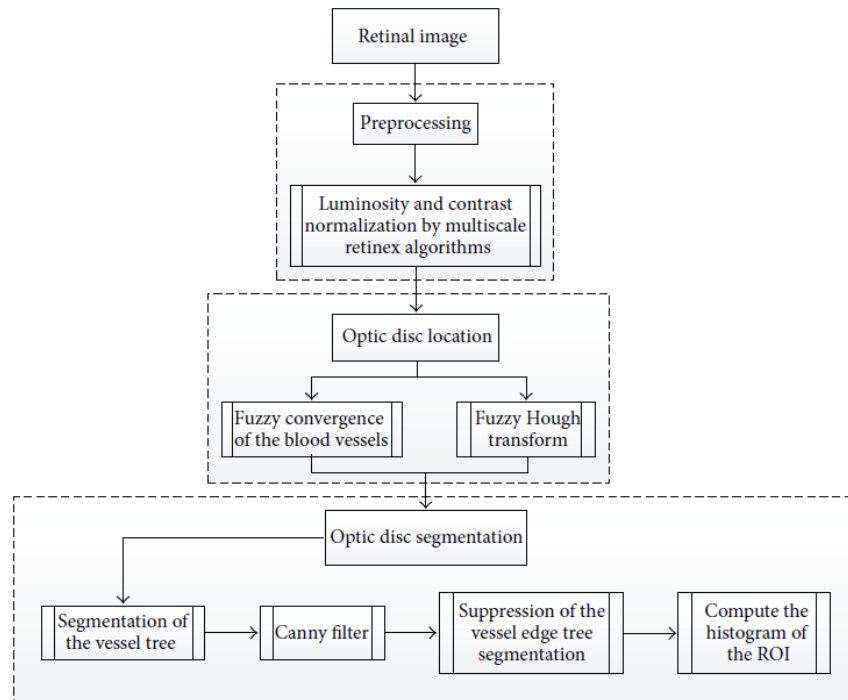 Retinal image
Preprocessing
Luminosity and contrast
normalization by multiscale
retinex algorithms
Optic disc location
Fuzzy convergence
of the blood vessels
Fuzzy Hough
transform
Optic disc segmentation
Segmentation of
the vessel tree
Canny filter
Suppression of the
vessel edge tree
segmentation
Compute the
histogram of
the ROI